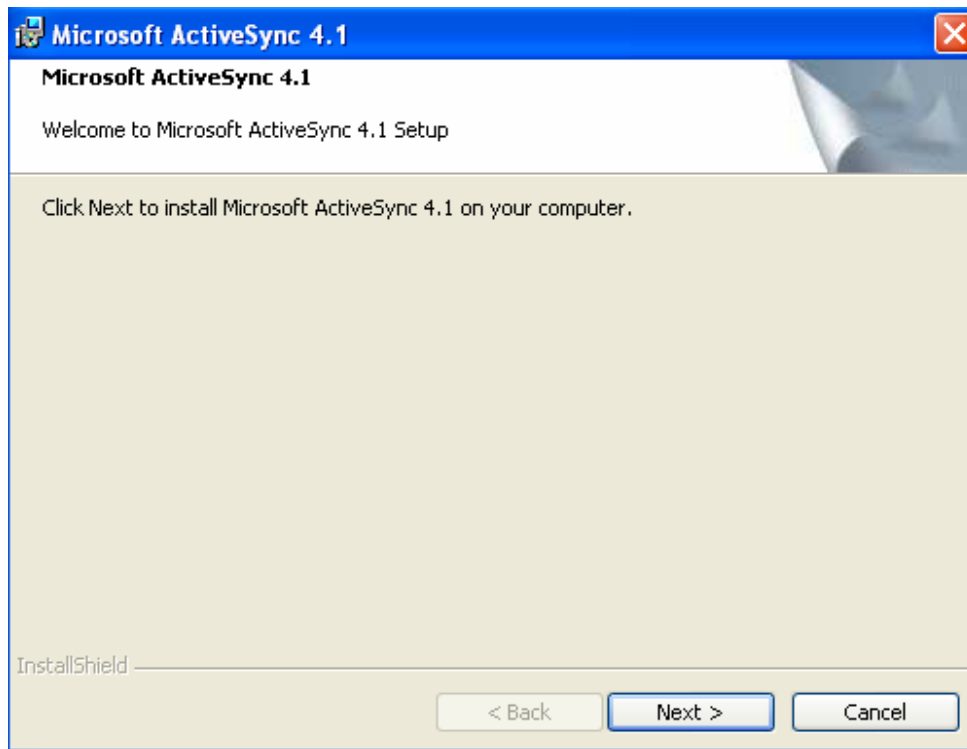 Microsoft ActiveSync 4.1
Microsoft ActiveSync 4.1
Welcome to Microsoft ActiveSync 4.1 Setup
Click Next to install Microsoft ActiveSync 4.1 on your computer.
InstallShield
< Back Next > Cancel